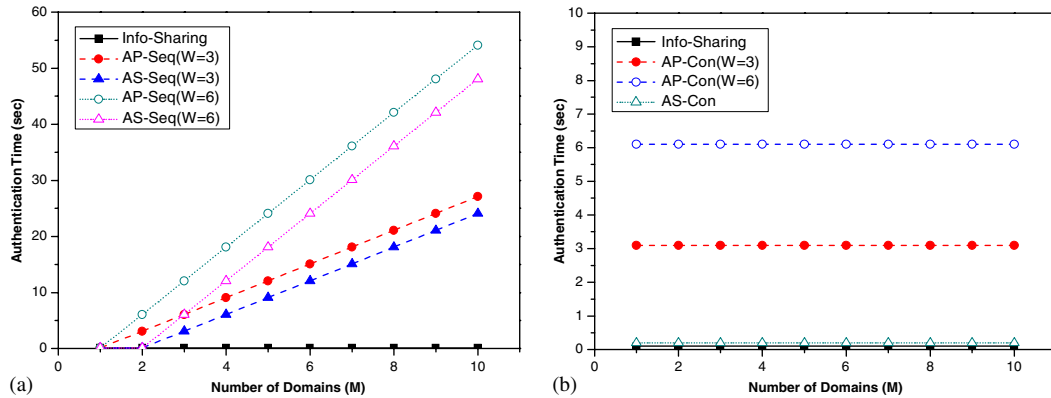 60
50
40
30
20
10
0
Authentication Time (sec)
Info-Sharing
AP-Seq(W=3)
AS-Seq(W=3)
AP-Seq(W=6)
AS-Seq(W=6)
0 2 4 6 8 10
Number of Domains (M)
(a)
10
9
8
7
6
5
4
3
2
1
0
Authentication Time (sec)
Info-Sharing
AP-Con(W=3)
AP-Con(W=6)
AS-Con
0 2 4 6 8 10
Number of Domains (M)
(b)